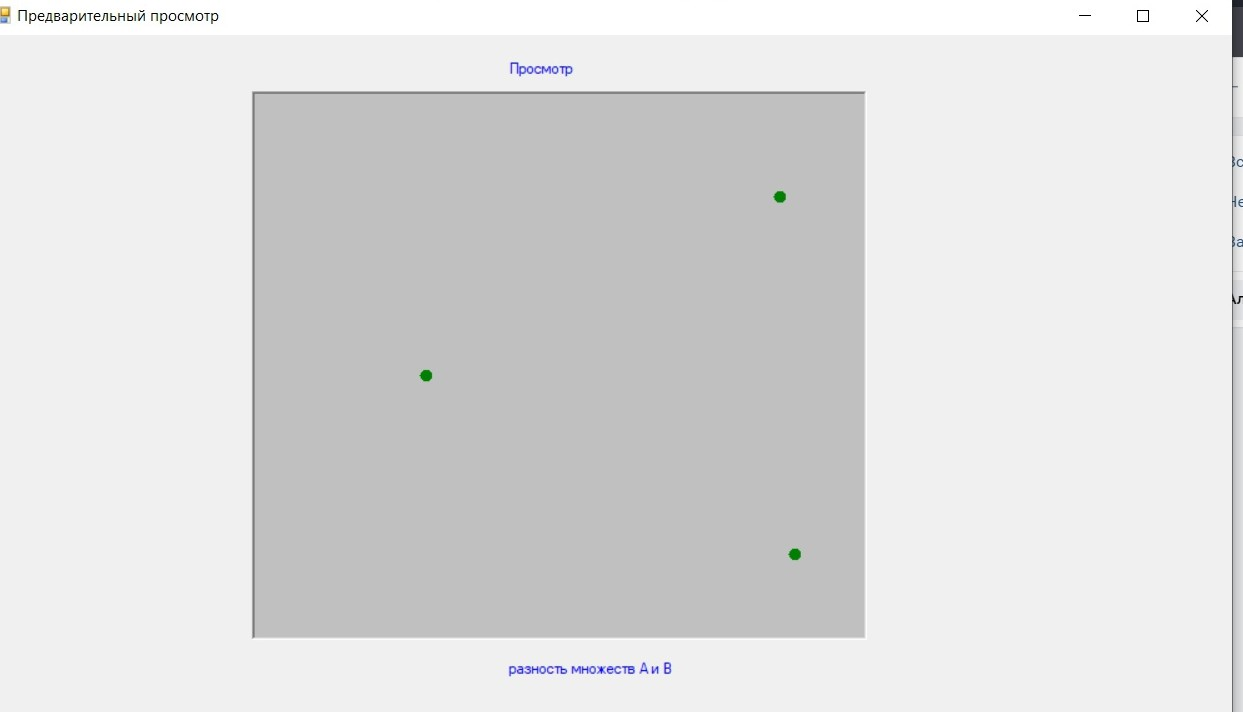 Предварительный просмотр
Просмотр
разность множеств A и B